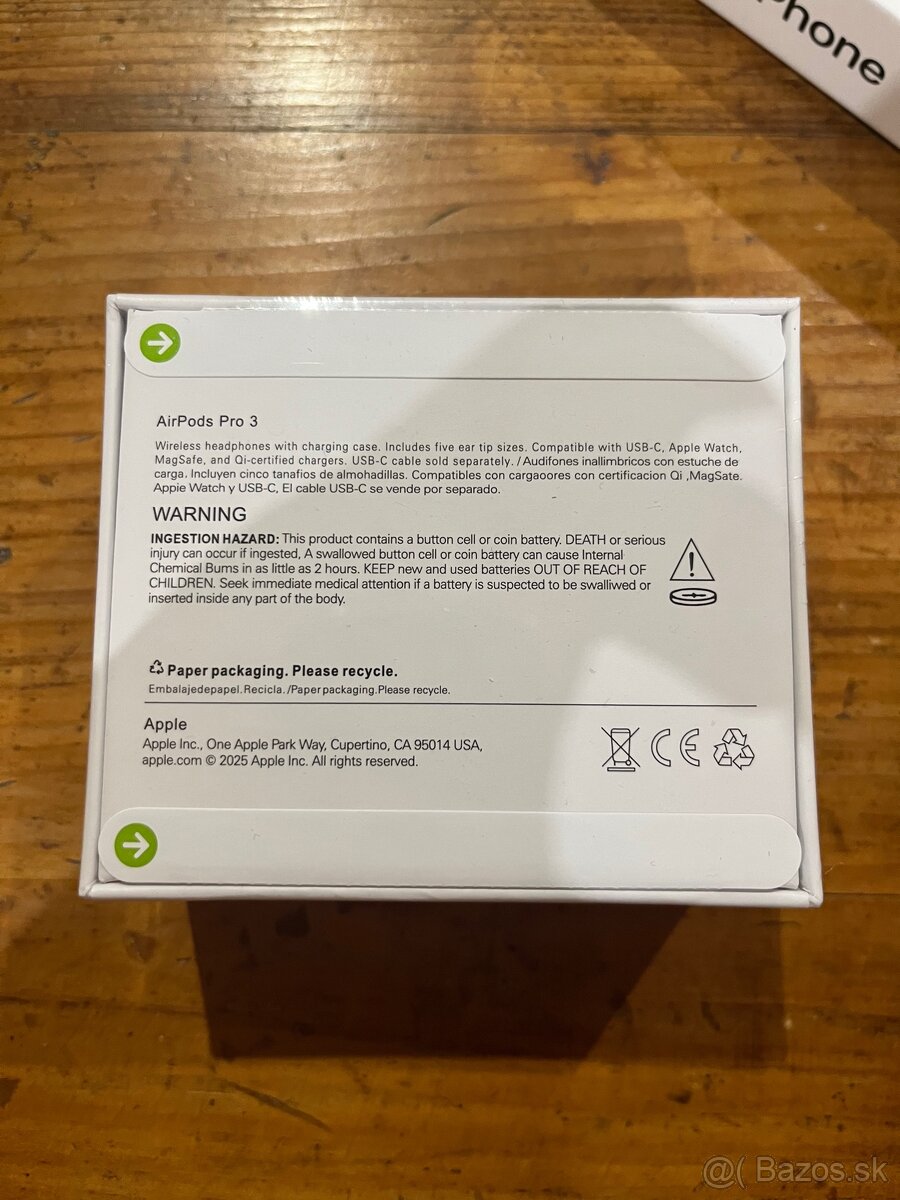 Phone
AirPods Pro 3
Wireless headphones with charging case. Includes five ear tip sizes. Compatible with USB-C, Apple Watch,
MagSafe, and Qi-certified chargers. USB-C cable sold separately. / Audifones inallimbricos con estuche de
carga. Incluyen cinco tanafios de almohadillas. Compatibles con cargaoores con certificacion Qi ,MagSate.
Appie Watch y USB-C, El cable USB-C se vende por separado.
WARNING
INGESTION HAZARD: This product contains a button cell or coin battery. DEATH or serious
injury can occur if ingested, A swallowed button cell or coin battery can cause Internal
Chemical Bums in as little as 2 hours. KEEP new and used batteries OUT OF REACH OF
CHILDREN. Seek immediate medical attention if a battery is suspected to be swalliwed or
inserted inside any part of the body.
Paper packaging. Please recycle.
Embalajedepapel.Recicla./Paper packaging.Please recycle.
Apple
Apple Inc., One Apple Park Way, Cupertino, CA 95014 USA,
apple.com © 2025 Apple Inc. All rights reserved.
CE
@( Bazos.sk